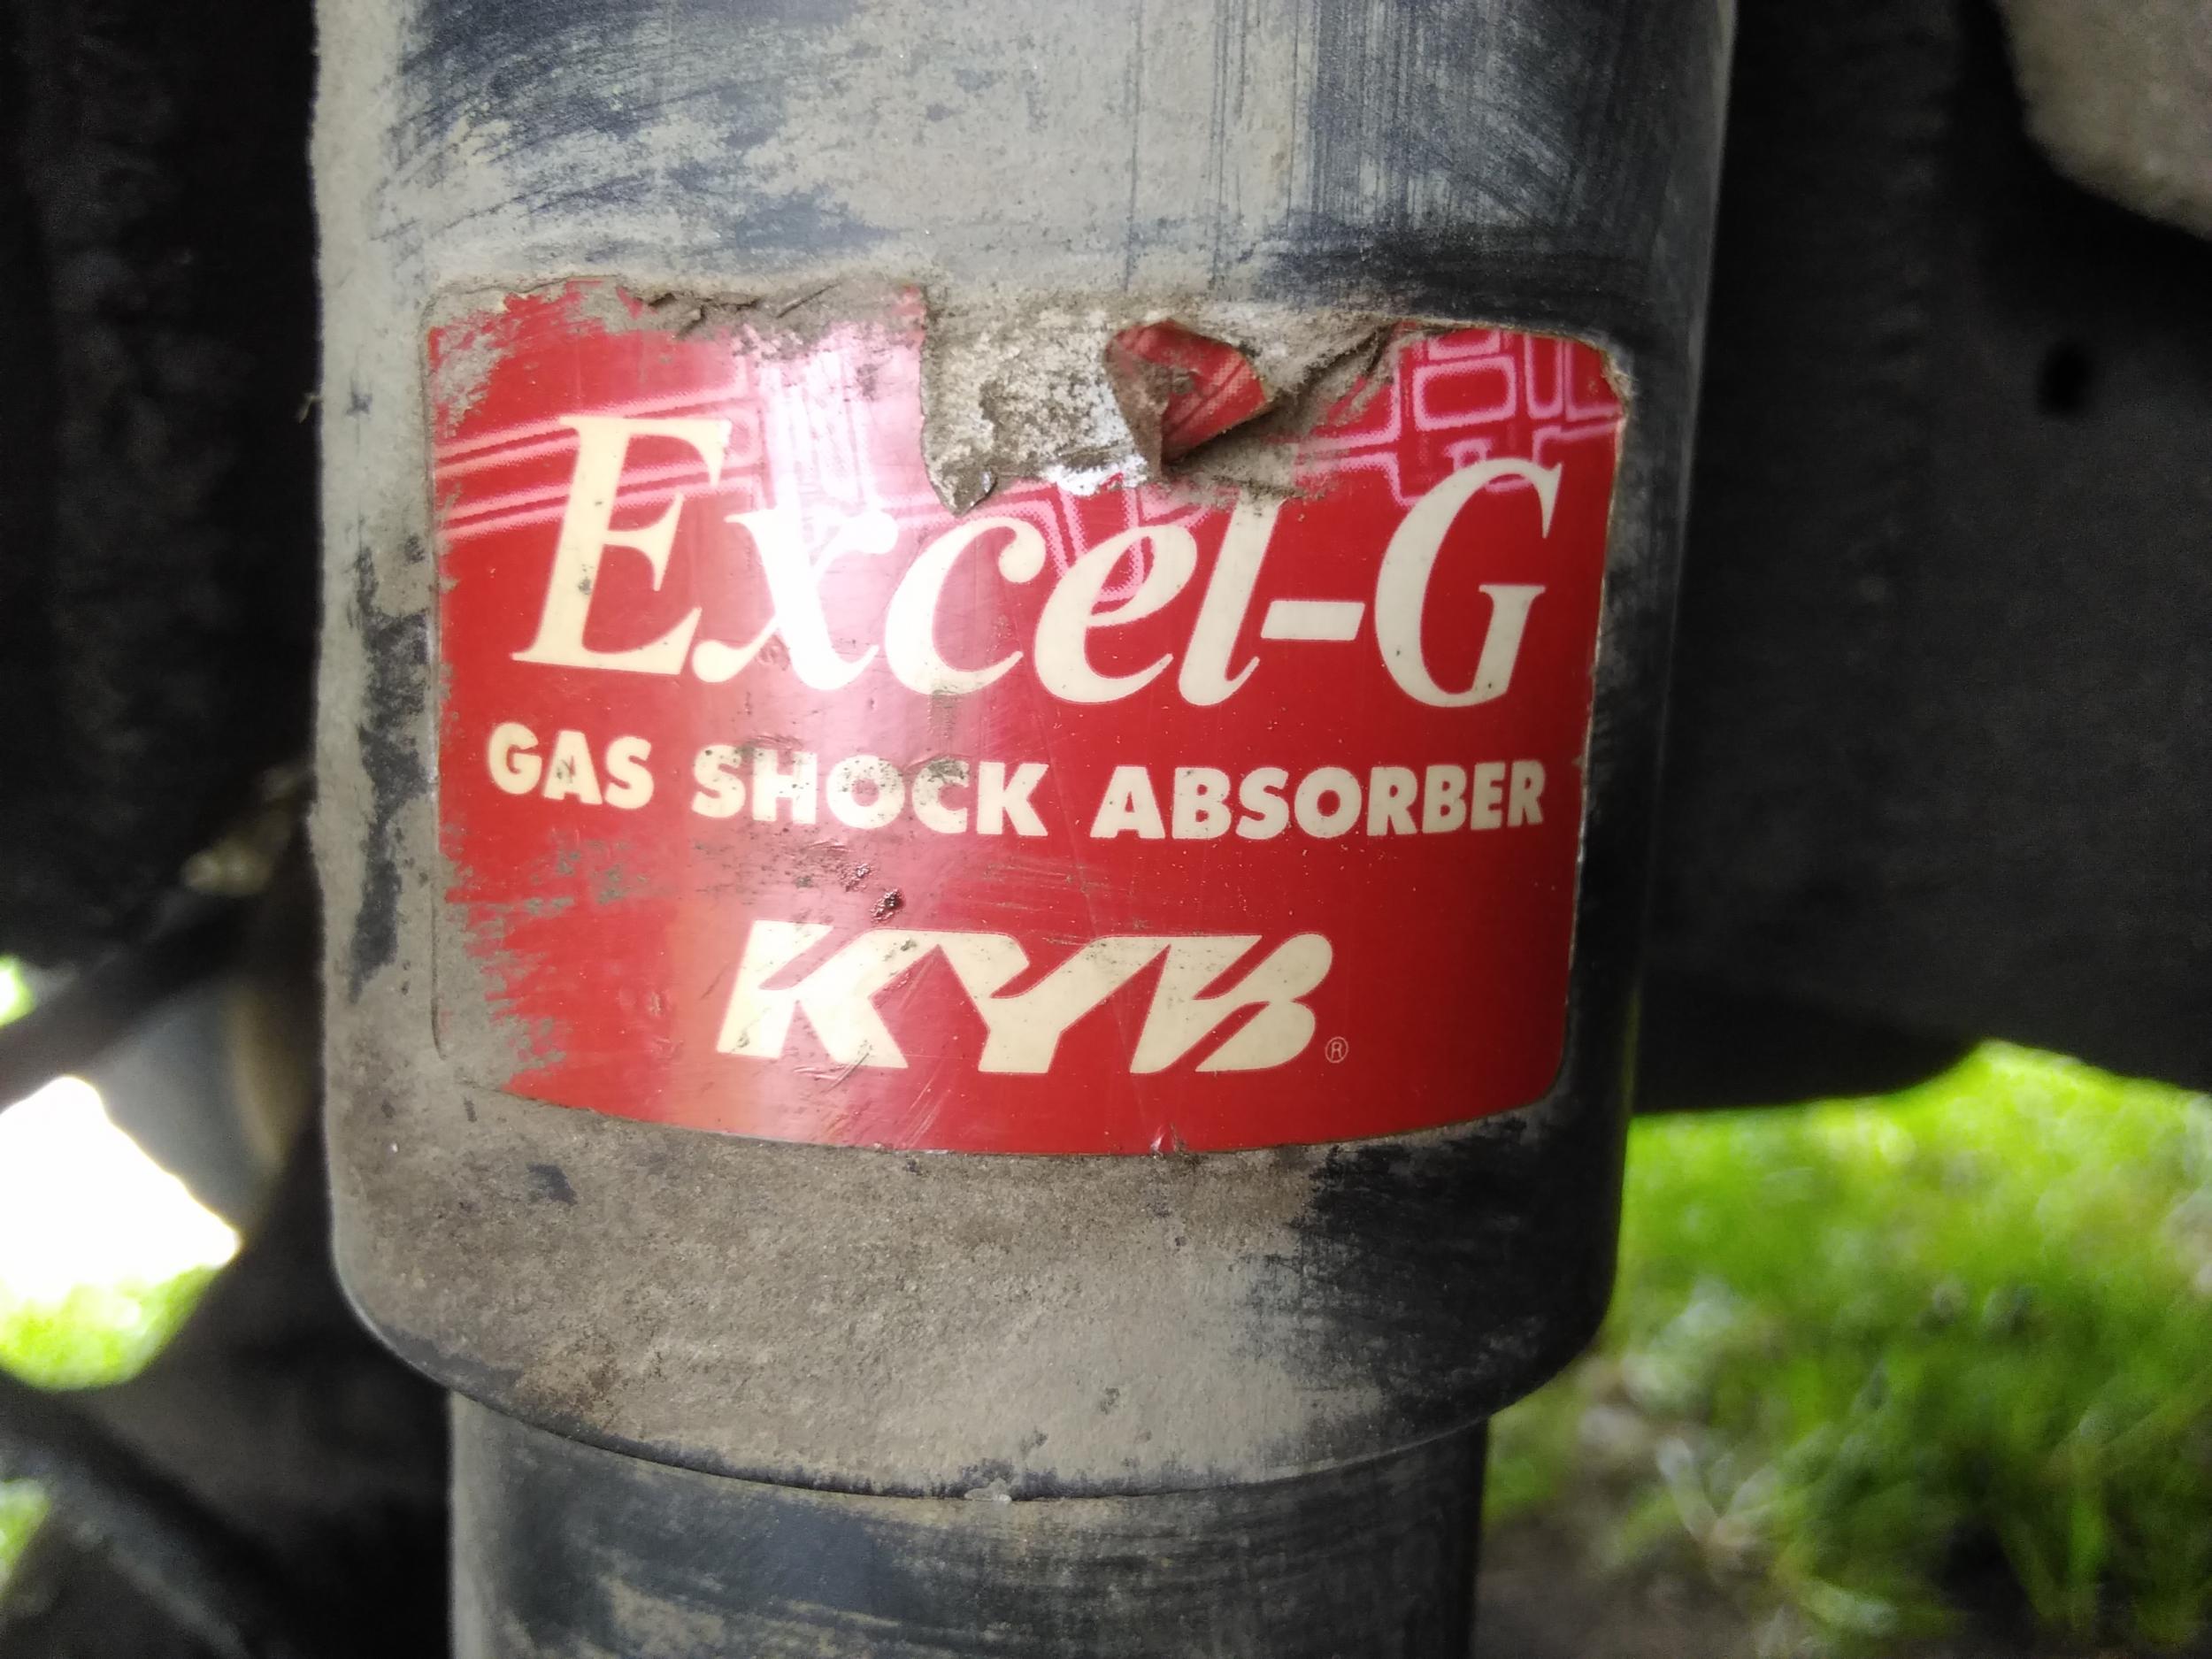 Excel-G
GAS SHOCK ABSORBER
KYB®